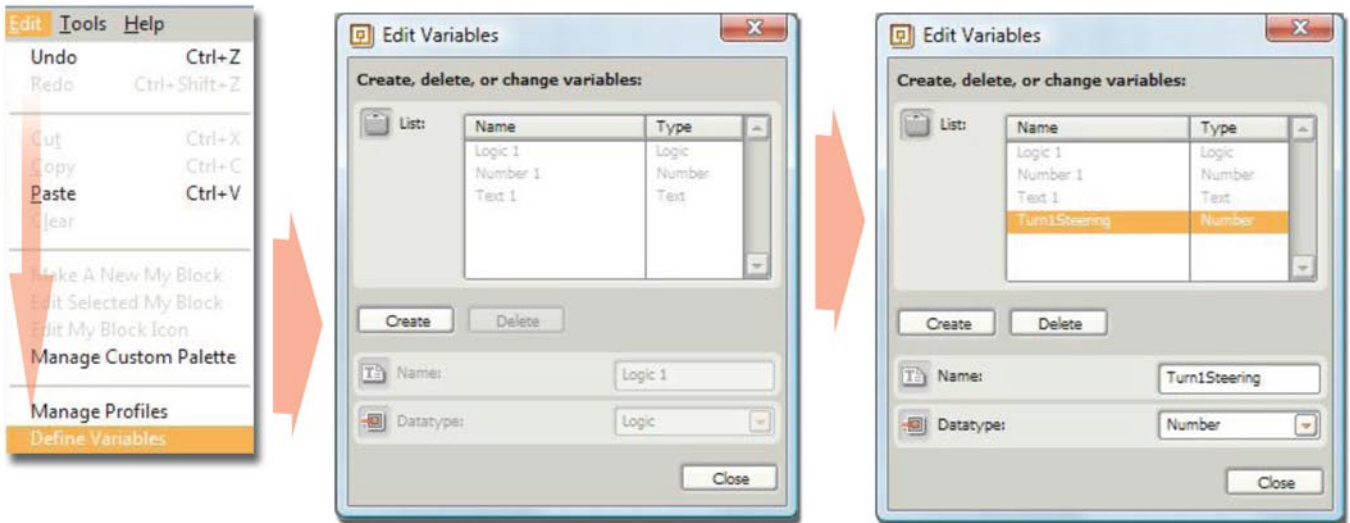 Edit Tools Help
Undo Ctrl+Z
Redo Ctrl+Shift+Z
Cut Ctrl+X
Copy Ctrl+C
Paste Ctrl+V
Clear
Make A New My Block
Edit Selected My Block
Edit My Block Icon
Manage Custom Palette
Manage Profiles
Define Variables
Edit Variables
Create, delete, or change variables:
List:
Name Type
Logic 1 Logic
Number 1 Number
Text 1 Text
Create Delete
Name: Logic 1
Datatype: Logic
Close
Edit Variables
Create, delete, or change variables:
List:
Name Type
Logic 1 Logic
Number 1 Number
Text 1 Text
Turn1Steering Number
Create Delete
Name: Turn1Steering
Datatype: Number
Close